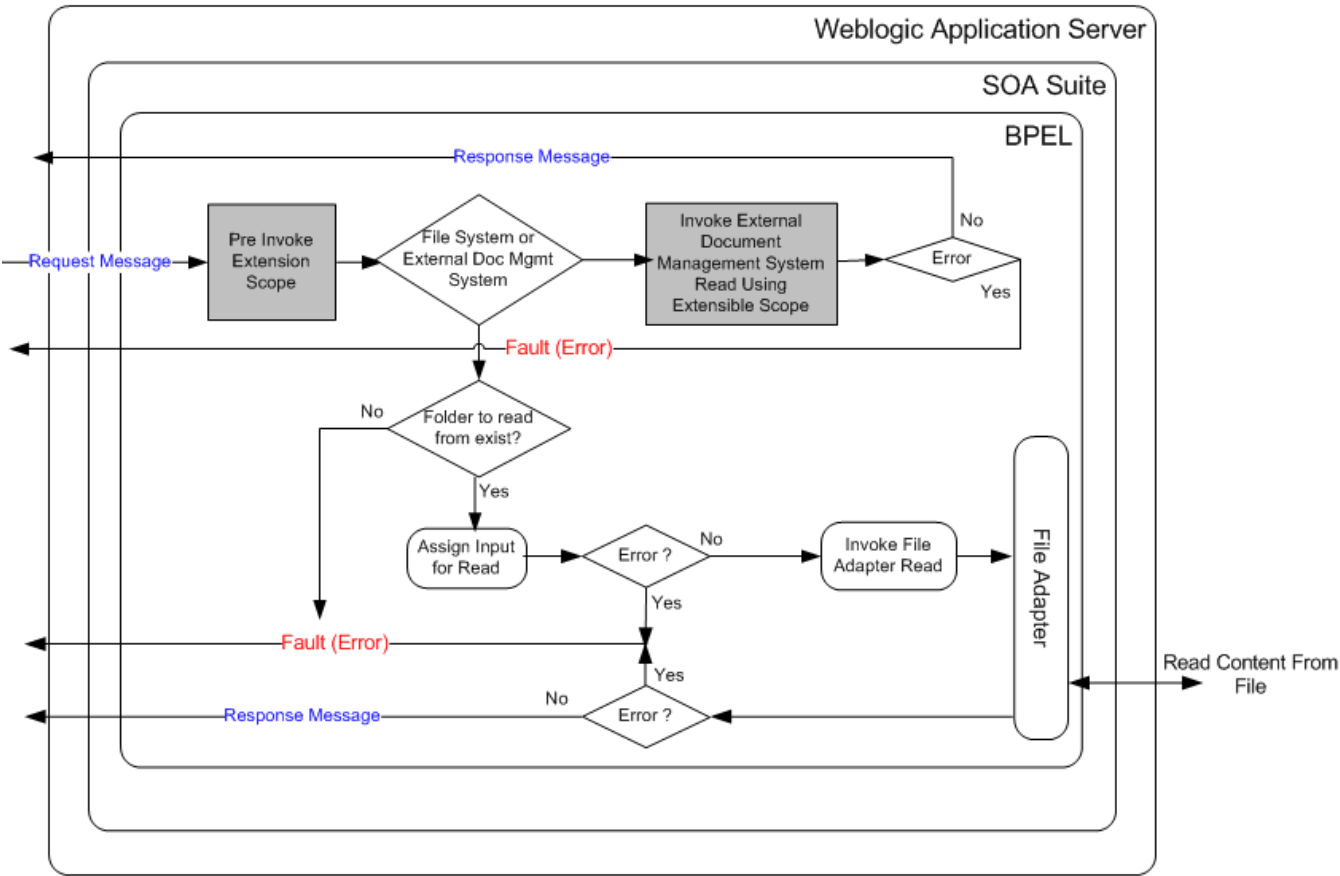 Weblogic Application Server
SOA Suite
BPEL
Response Message
Request Message
Pre Invoke
Extension
Scope
File System or
External Doc Mgmt
System
Invoke External
Document
Management System
Read Using
Extensible Scope
No
Error
Yes
Fault (Error)
No
Folder to read
from exist?
Yes
Assign Input
for Read
Error ?
No
Invoke File
Adapter Read
File Adapter
Yes
Fault (Error)
Yes
Read Content From
File
No
Response Message
Error ?